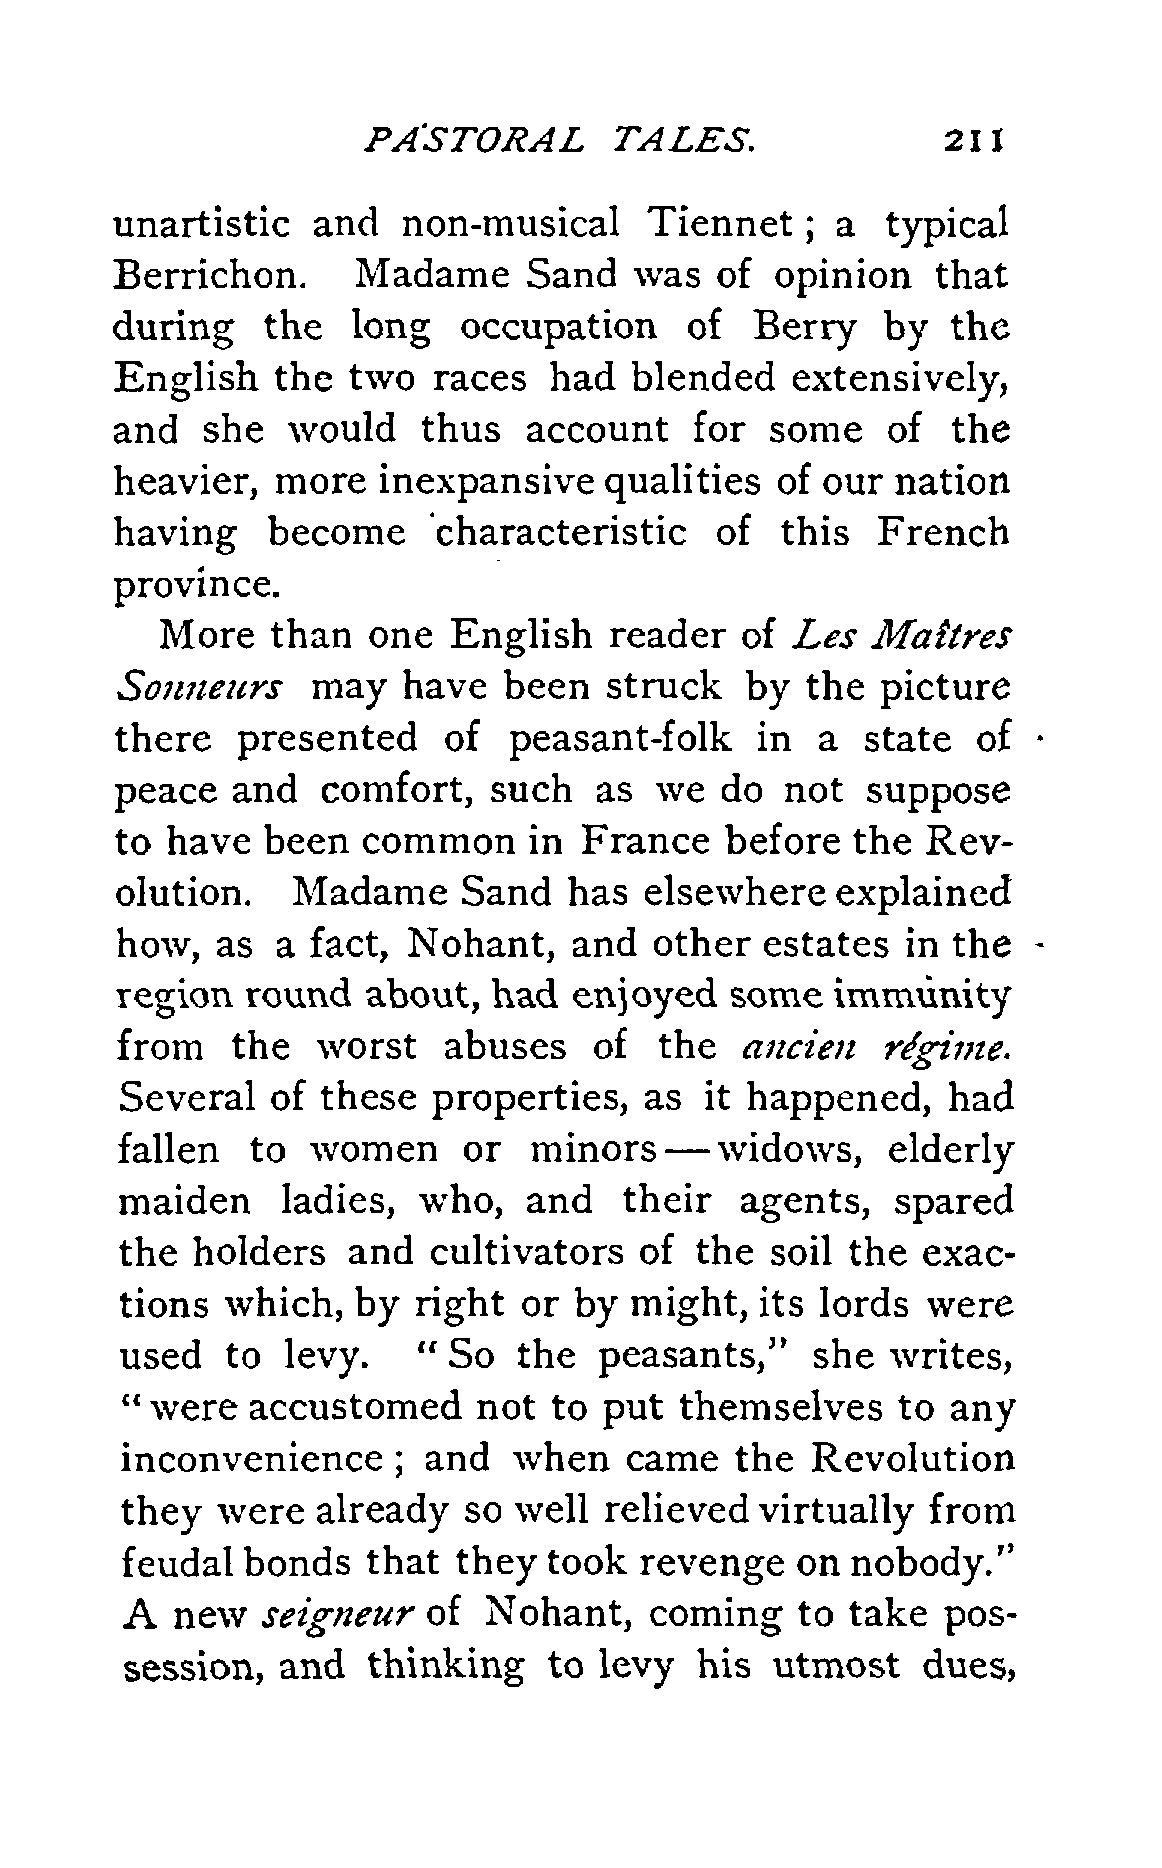 PASTORAL TALES. 211
unartistic and non-musical Tiennet ; a typical
Berrichon. Madame Sand was of opinion that
during the long occupation of Berry by the
English the two races had blended extensively,
and she would thus account for some of the
heavier, more inexpansive qualities of our nation
having become characteristic of this French
province.
More than one English reader of Les Maîtres
Sonneurs may have been struck by the picture
there presented of peasant-folk in a state of
peace and comfort, such as we do not suppose
to have been common in France before the Rev-
olution. Madame Sand has elsewhere explained
how, as a fact, Nohant, and other estates in the
region round about, had enjoyed some immunity
from the worst abuses of the ancien régime.
Several of these properties, as it happened, had
fallen to women or minors — widows, elderly
maiden ladies, who, and their agents, spared
the holders and cultivators of the soil the exac-
tions which, by right or by might, its lords were
used to levy. “ So the peasants,” she writes,
“ were accustomed not to put themselves to any
inconvenience ; and when came the Revolution
they were already so well relieved virtually from
feudal bonds that they took revenge on nobody.”
A new seigneur of Nohant, coming to take pos-
session, and thinking to levy his utmost dues,